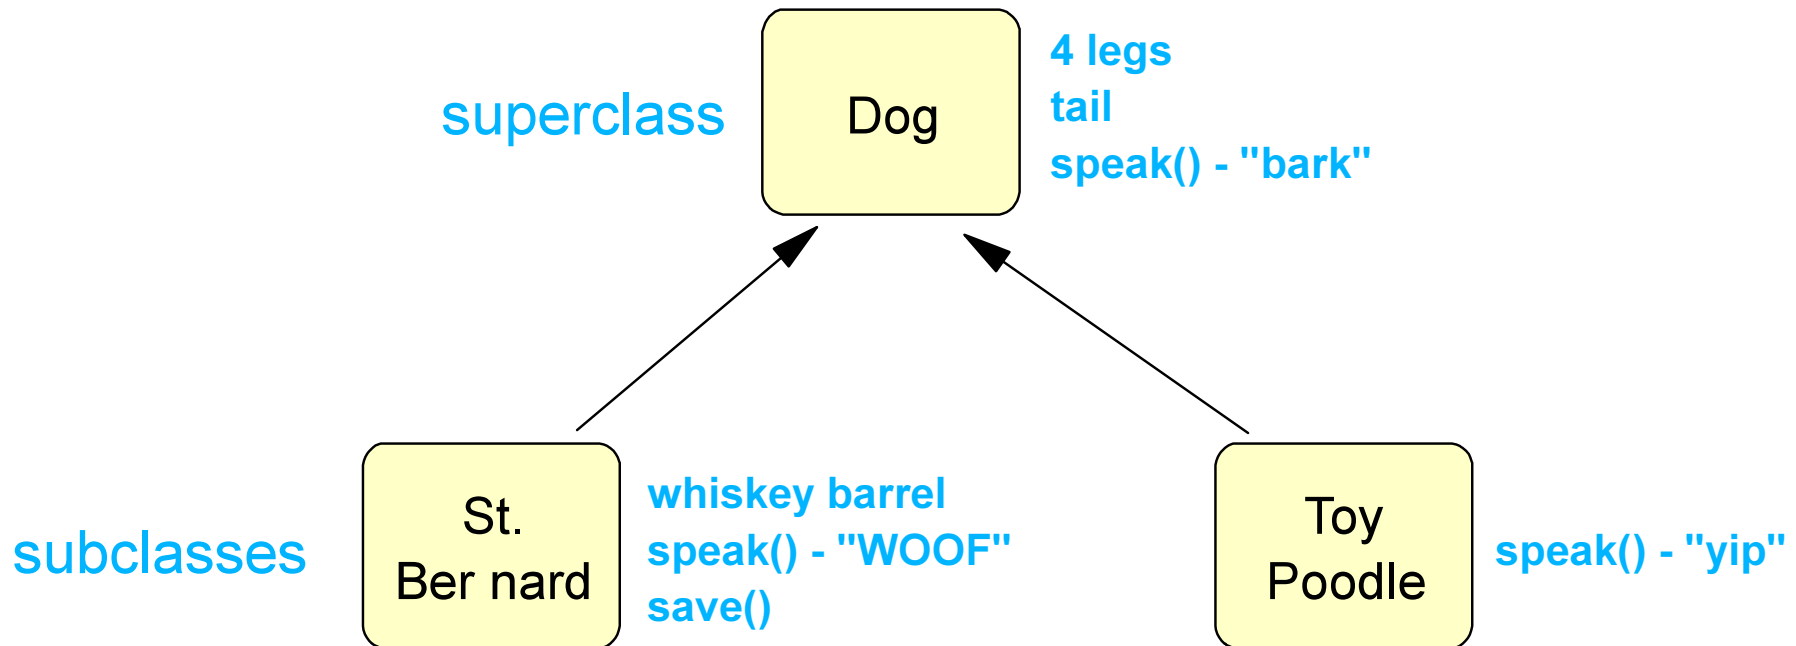 superclass
Dog
4 legs
tail
speak() - "bark"
subclasses
St.
Ber nard
whiskey barrel
speak() - "WOOF"
save()
Toy
Poodle
speak() - "yip"